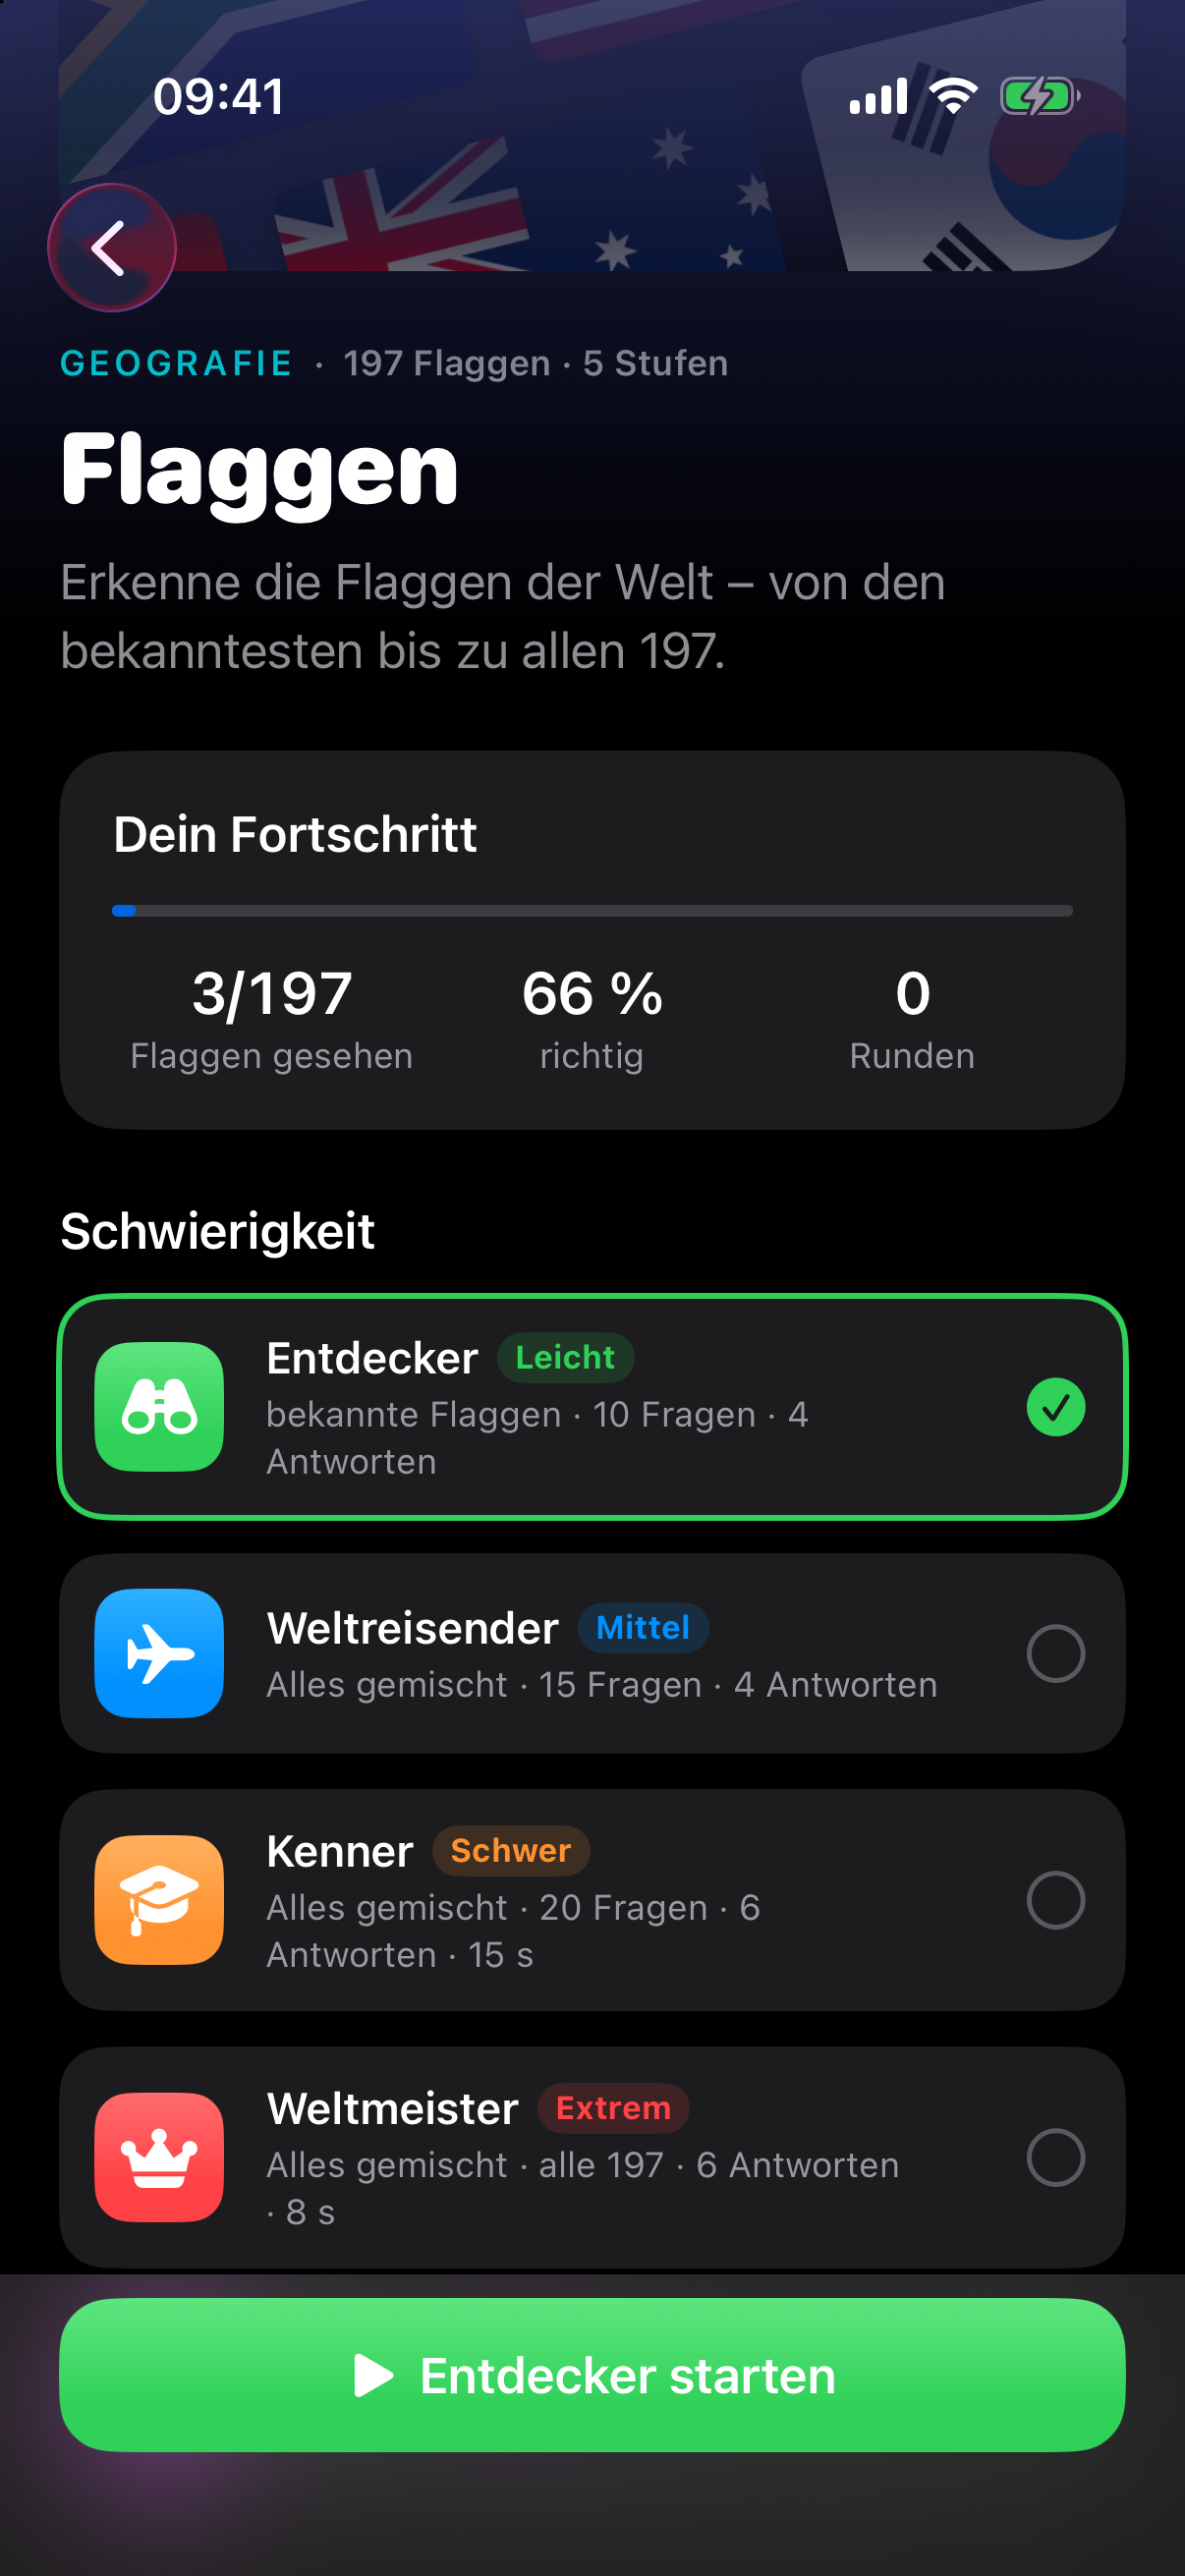 09:41
GEOGRAFIE · 197 Flaggen · 5 Stufen
Flaggen
Erkenne die Flaggen der Welt – von den
bekanntesten bis zu allen 197.
Dein Fortschritt
3/197
Flaggen gesehen
66 %
richtig
0
Runden
Schwierigkeit
Entdecker Leicht
bekannte Flaggen · 10 Fragen · 4
Antworten
Weltreisender Mittel
Alles gemischt · 15 Fragen · 4 Antworten
Kenner Schwer
Alles gemischt · 20 Fragen · 6
Antworten · 15 s
Weltmeister Extrem
Alles gemischt · alle 197 · 6 Antworten
· 8 s
Entdecker starten